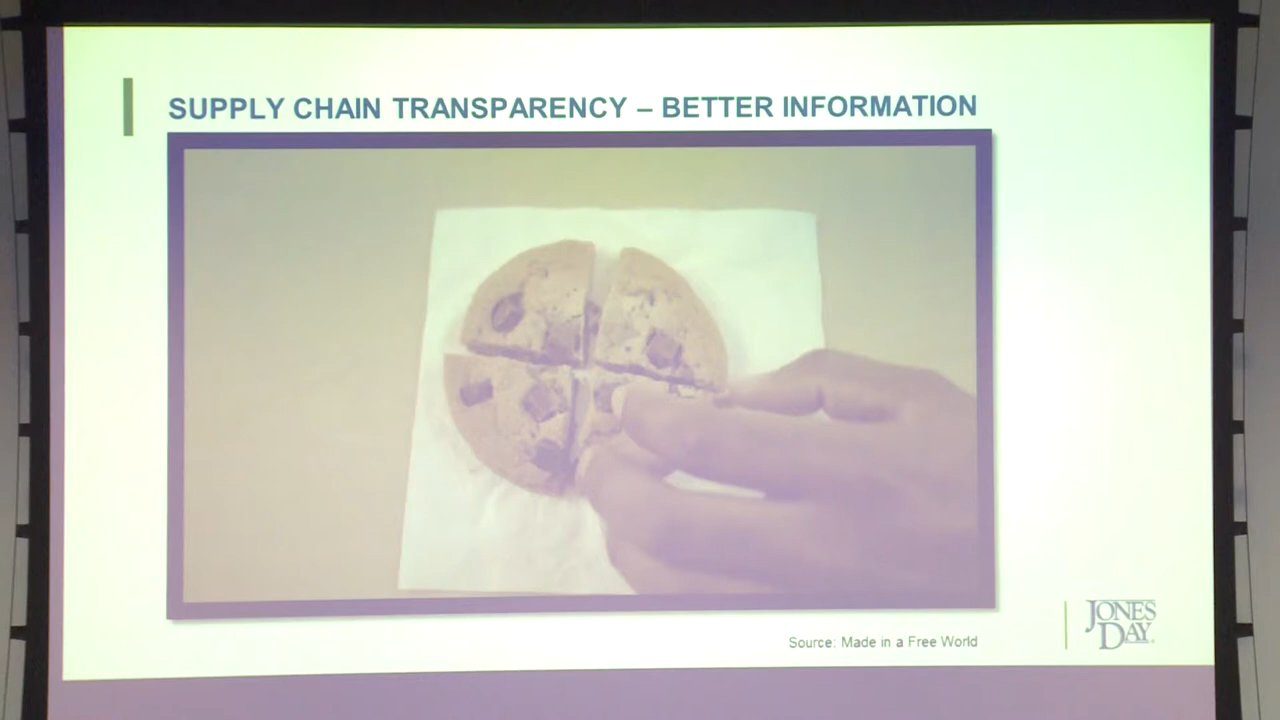 SUPPLY CHAIN TRANSPARENCY – BETTER INFORMATION
Source: Made in a Free World
JONES
DAY.